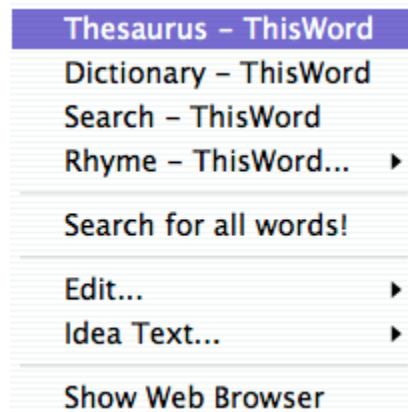 Thesaurus – ThisWord
Dictionary – ThisWord
Search – ThisWord
Rhyme – ThisWord...
Search for all words!
Edit...
Idea Text...
Show Web Browser